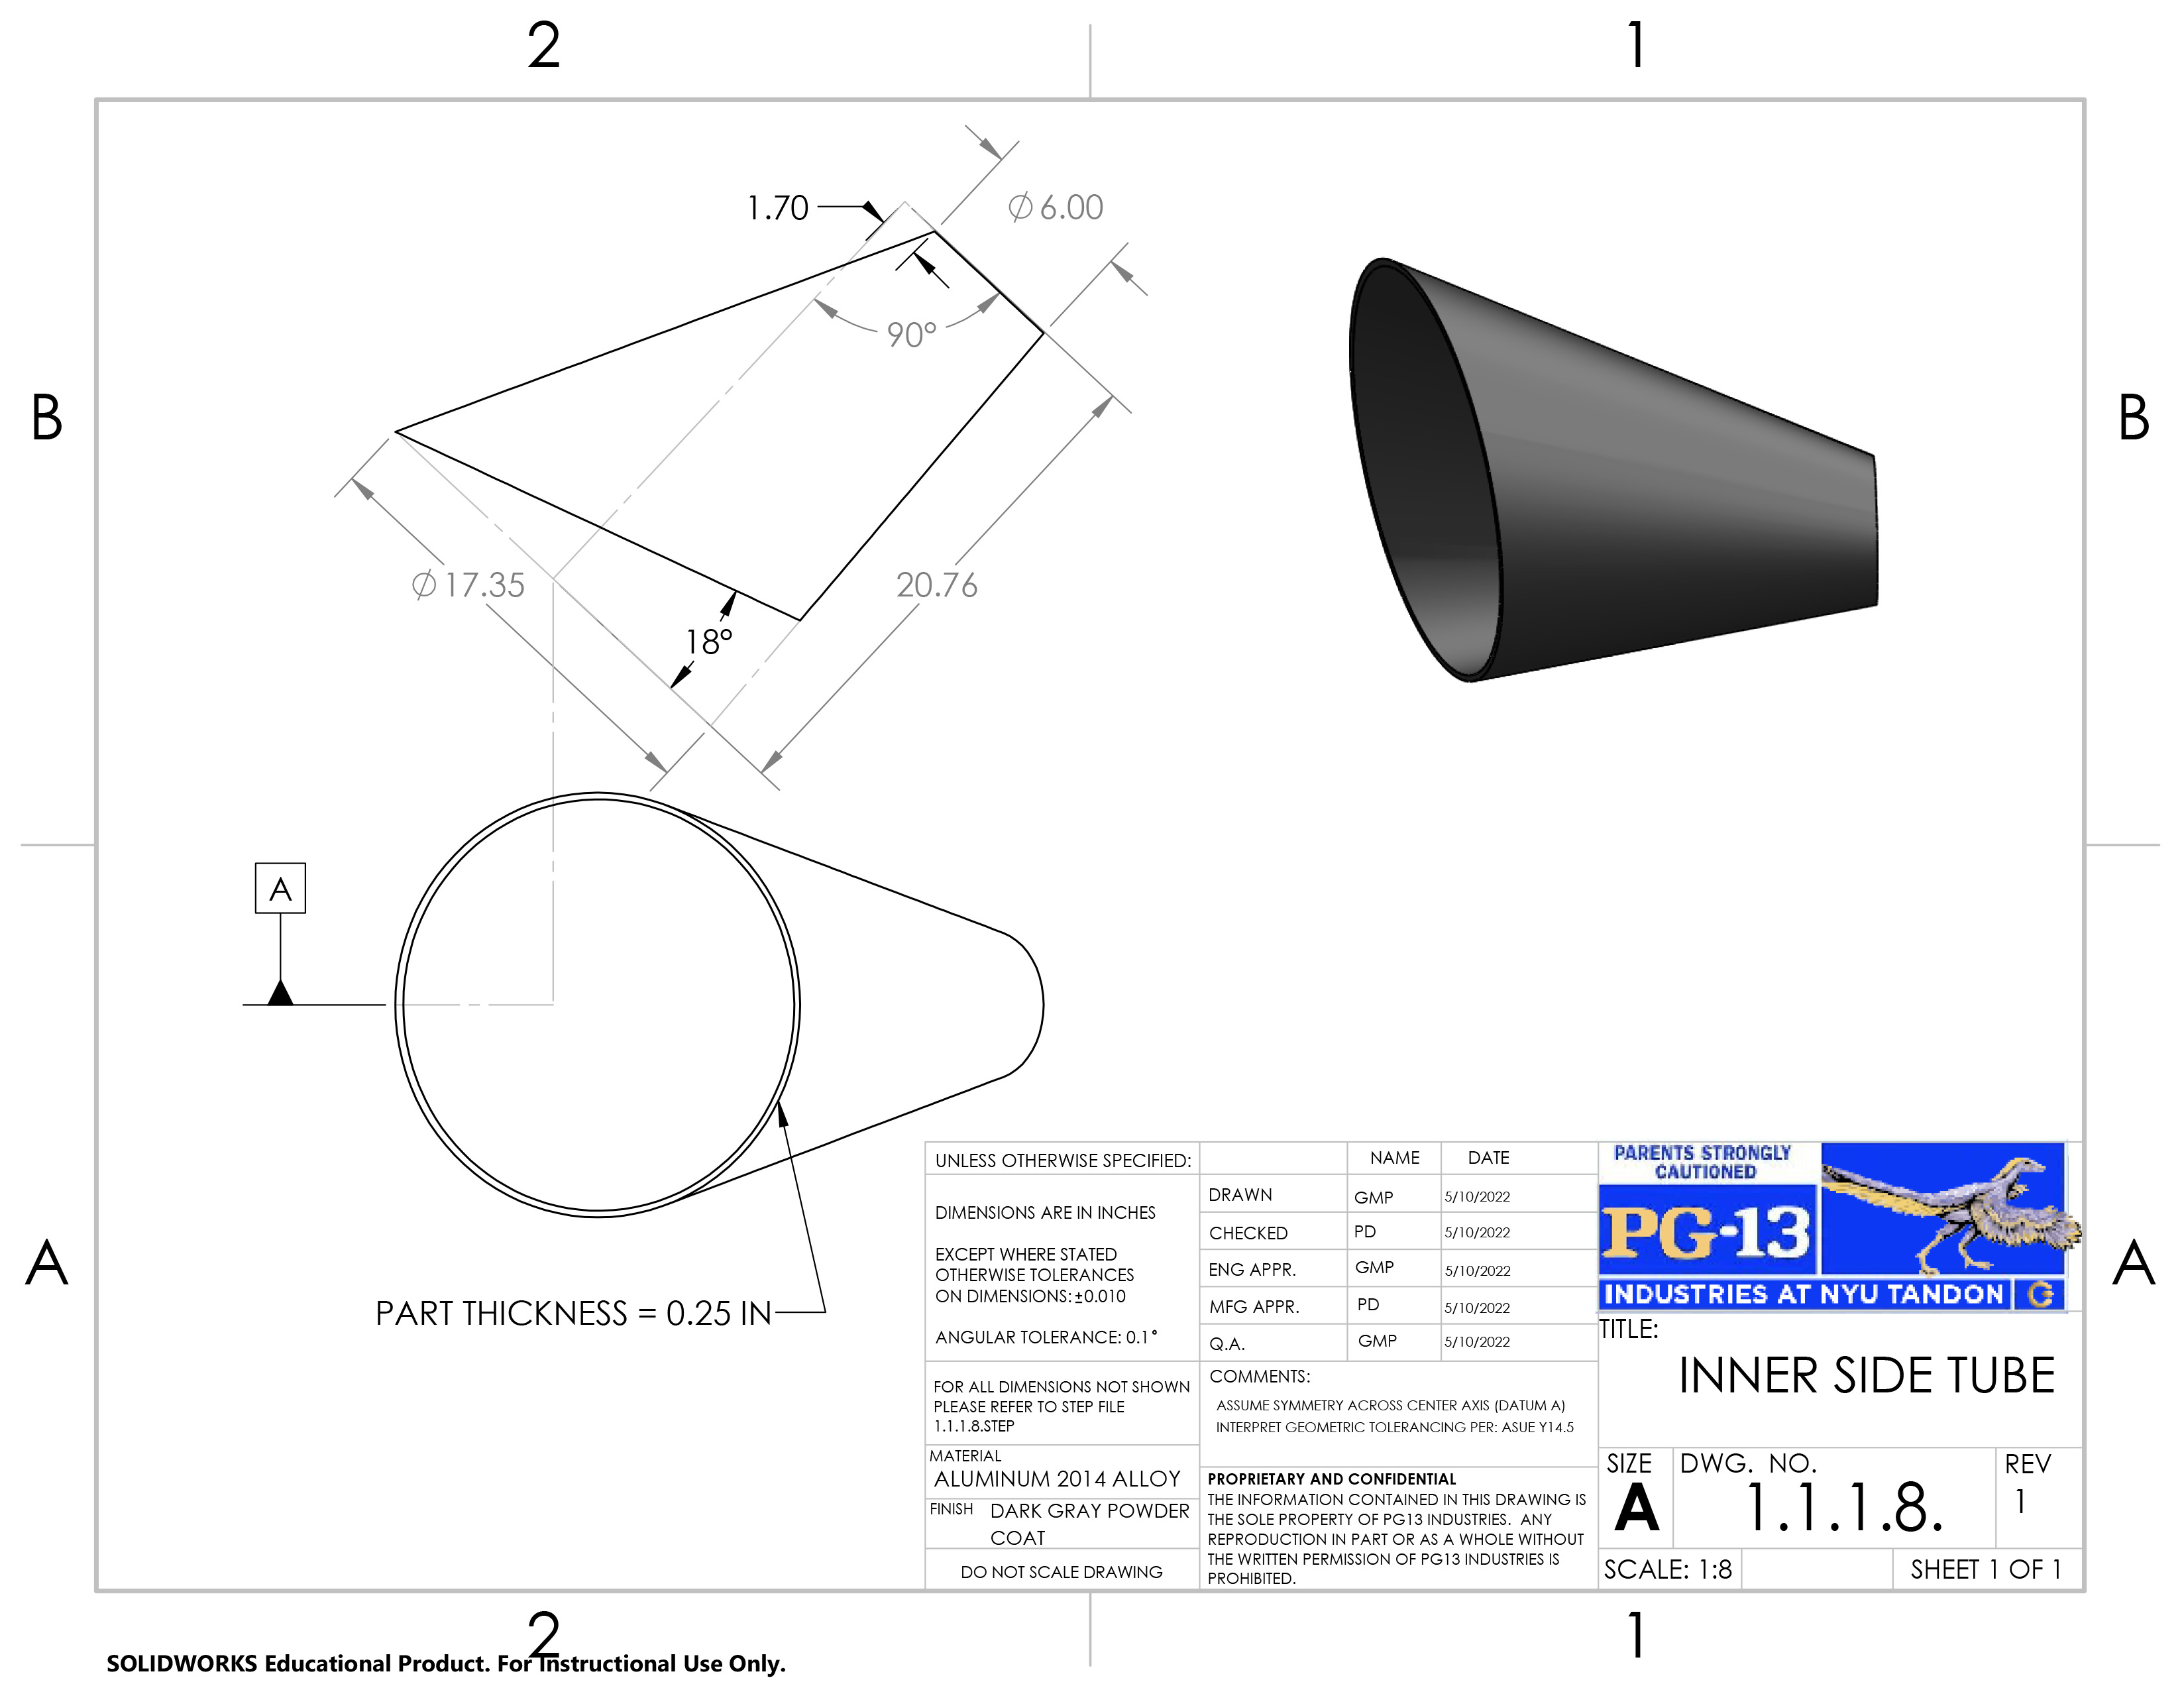 2
1
1.70
⌀ 6.00
90°
B
B
⌀ 17.35
20.76
18°
A
A
A
PART THICKNESS = 0.25 IN
UNLESS OTHERWISE SPECIFIED:
DIMENSIONS ARE IN INCHES
EXCEPT WHERE STATED
OTHERWISE TOLERANCES
ON DIMENSIONS: ±0.010
ANGULAR TOLERANCE: 0.1°
FOR ALL DIMENSIONS NOT SHOWN
PLEASE REFER TO STEP FILE
1.1.1.8.STEP
MATERIAL
ALUMINUM 2014 ALLOY
FINISH DARK GRAY POWDER
COAT
DO NOT SCALE DRAWING
NAME DATE
DRAWN GMP 5/10/2022
CHECKED PD 5/10/2022
ENG APPR. GMP 5/10/2022
MFG APPR. PD 5/10/2022
Q.A. GMP 5/10/2022
COMMENTS:
ASSUME SYMMETRY ACROSS CENTER AXIS (DATUM A)
INTERPRET GEOMETRIC TOLERANCING PER: ASUE Y14.5
PROPRIETARY AND CONFIDENTIAL
THE INFORMATION CONTAINED IN THIS DRAWING IS
THE SOLE PROPERTY OF PG13 INDUSTRIES. ANY
REPRODUCTION IN PART OR AS A WHOLE WITHOUT
THE WRITTEN PERMISSION OF PG13 INDUSTRIES IS
PROHIBITED.
PARENTS STRONGLY
CAUTIONED
PG-13
INDUSTRIES AT NYU TANDON
TITLE:
INNER SIDE TUBE
SIZE DWG. NO. REV
A 1.1.1.8. 1
SCALE: 1:8 SHEET 1 OF 1
2
1
SOLIDWORKS Educational Product. For Instructional Use Only.